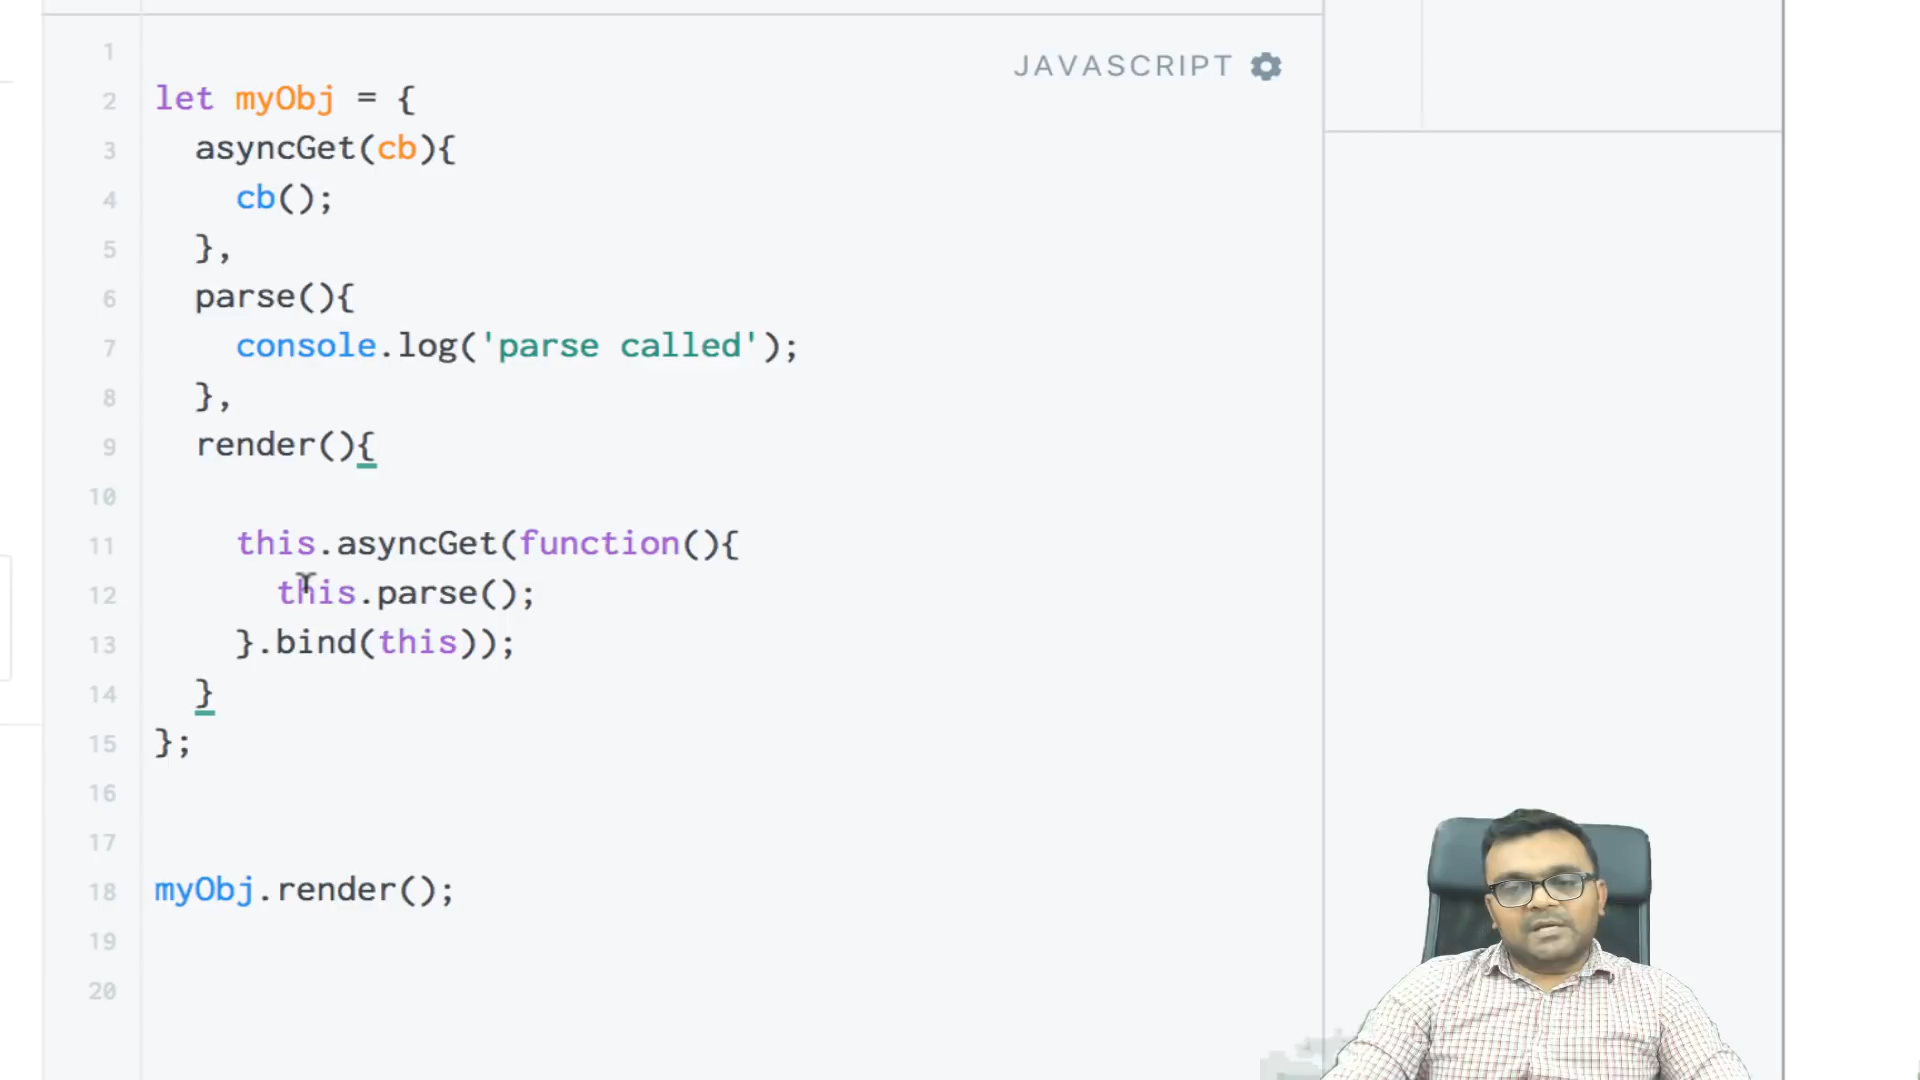 JAVASCRIPT
1
2 let myObj = {
3 asyncGet(cb){
4 cb();
5 },
6 parse(){
7 console.log('parse called');
8 },
9 render(){
10
11 this.asyncGet(function(){
12 this.parse();
13 }.bind(this));
14 }
15 };
16
17
18 myObj.render();
19
20